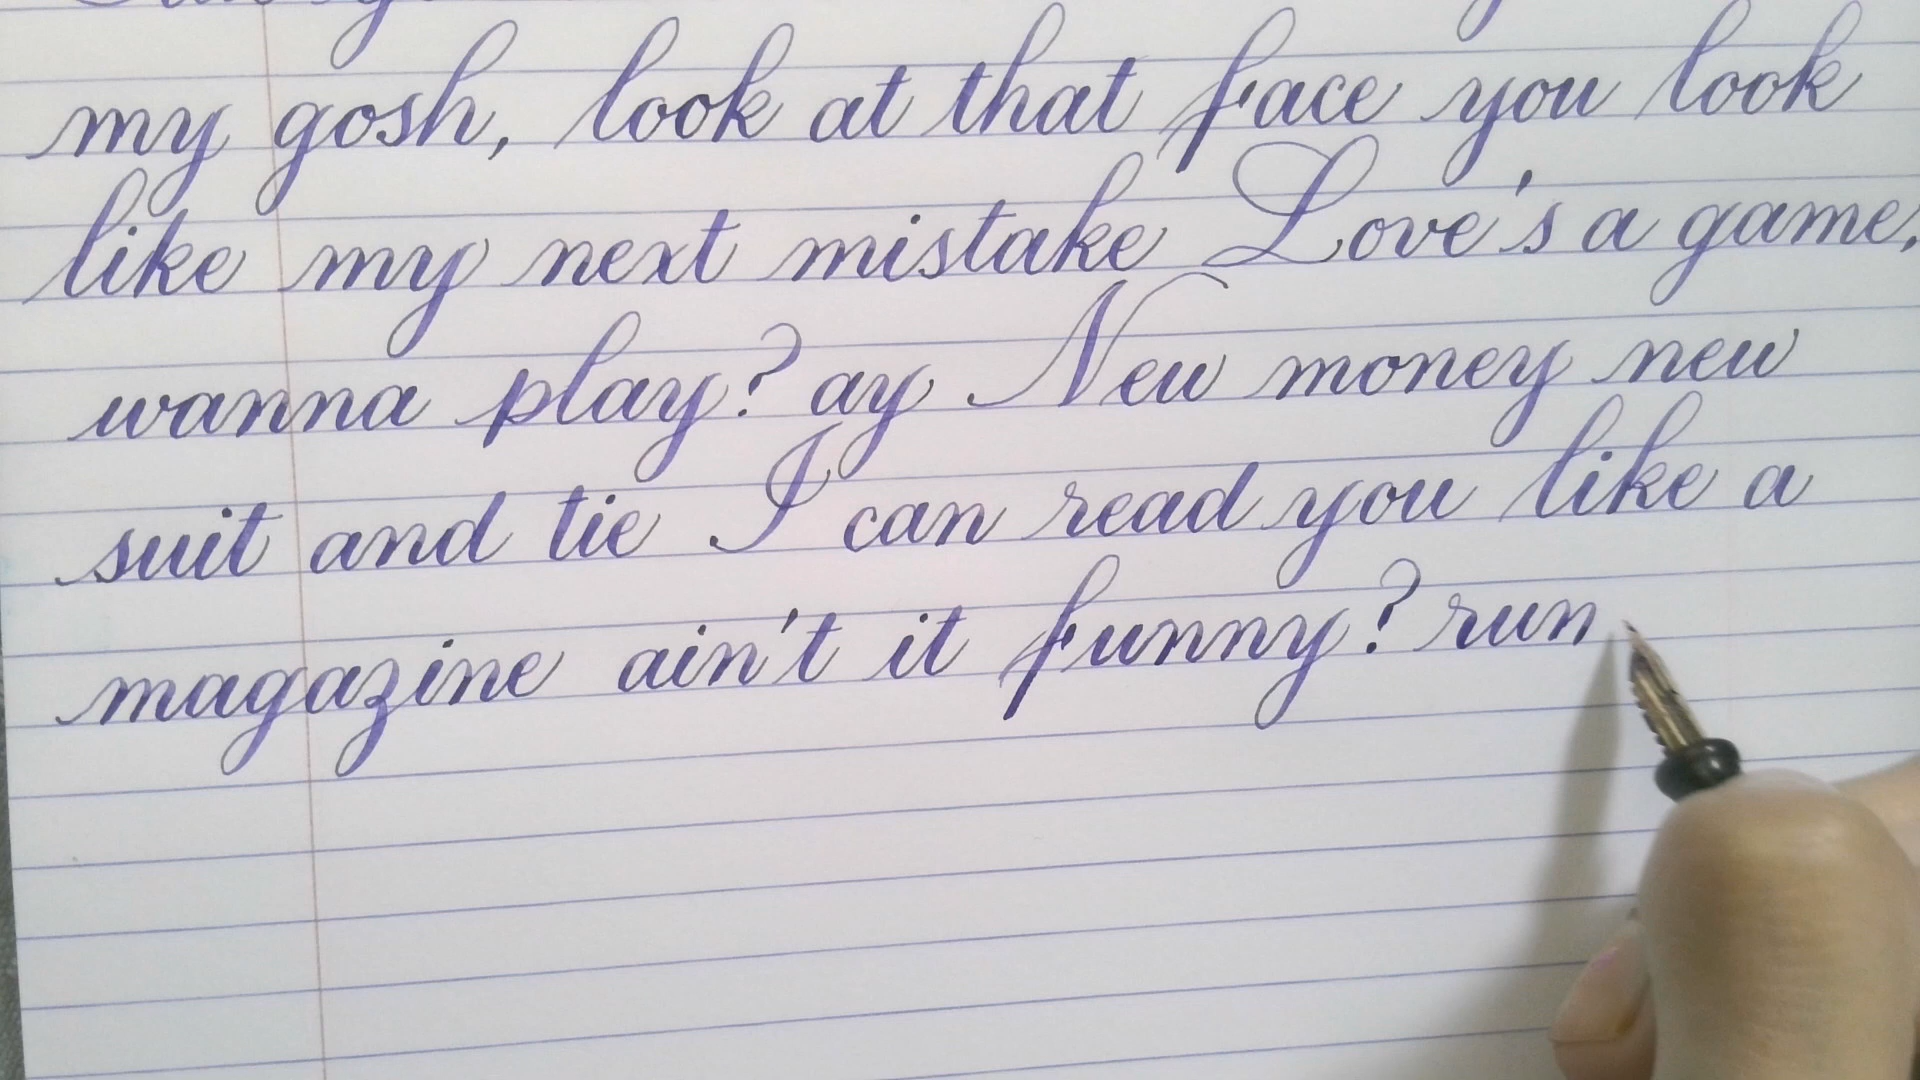 my gosh, look at that face you look
like my next mistake Love's a game,
wanna play? ay New money new
suit and tie I can read you like a
magazine ain't it funny? run